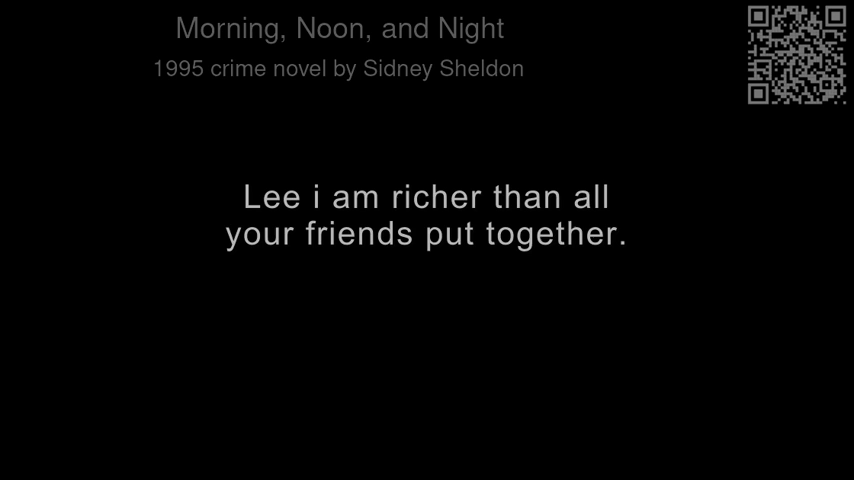 Morning, Noon, and Night
1995 crime novel by Sidney Sheldon
Lee i am richer than all
your friends put together.